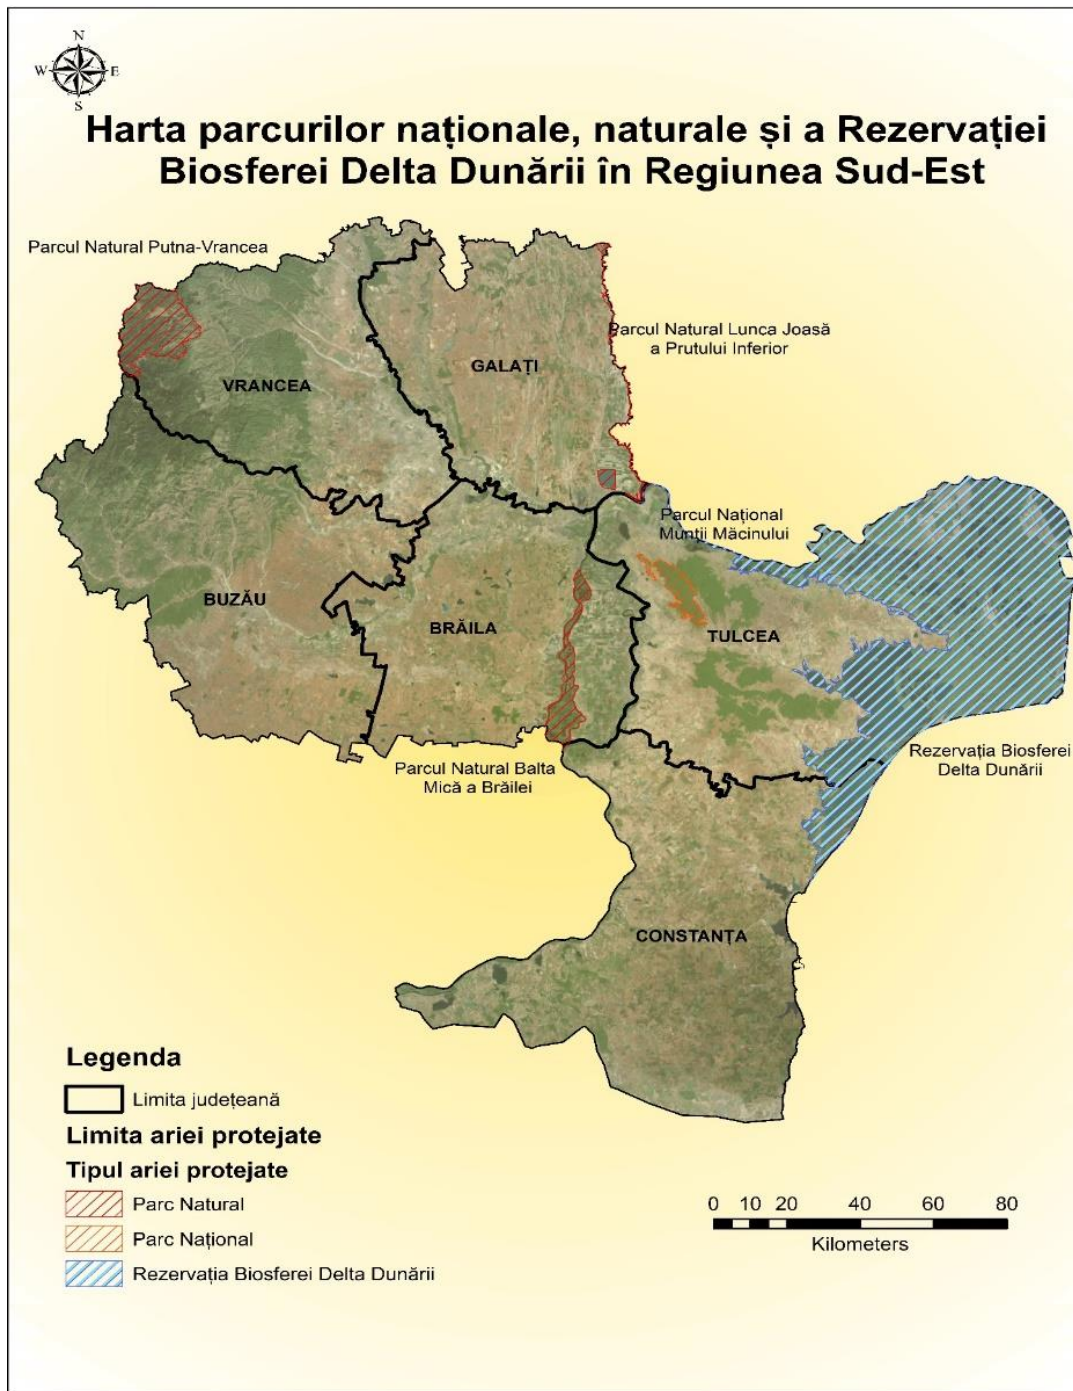 N
W E
S
Harta parcurilor naționale, naturale și a Rezervației
Biosferei Delta Dunării în Regiunea Sud-Est
Parcul Natural Putna-Vrancea
Parcul Natural Lunca Joasă
a Prutului Inferior
GALAȚI
VRANCEA
Parcul Național
Munții Măcinului
BUZĂU
BRĂILA
TULCEA
Rezervația Biosferei
Delta Dunării
Parcul Natural Balta
Mică a Brăilei
CONSTANȚA
Legenda
Limita județeană
Limita ariei protejate
Tipul ariei protejate
Parc Natural
Parc Național
Rezervația Biosferei Delta Dunării
0 10 20 40 60 80
Kilometers